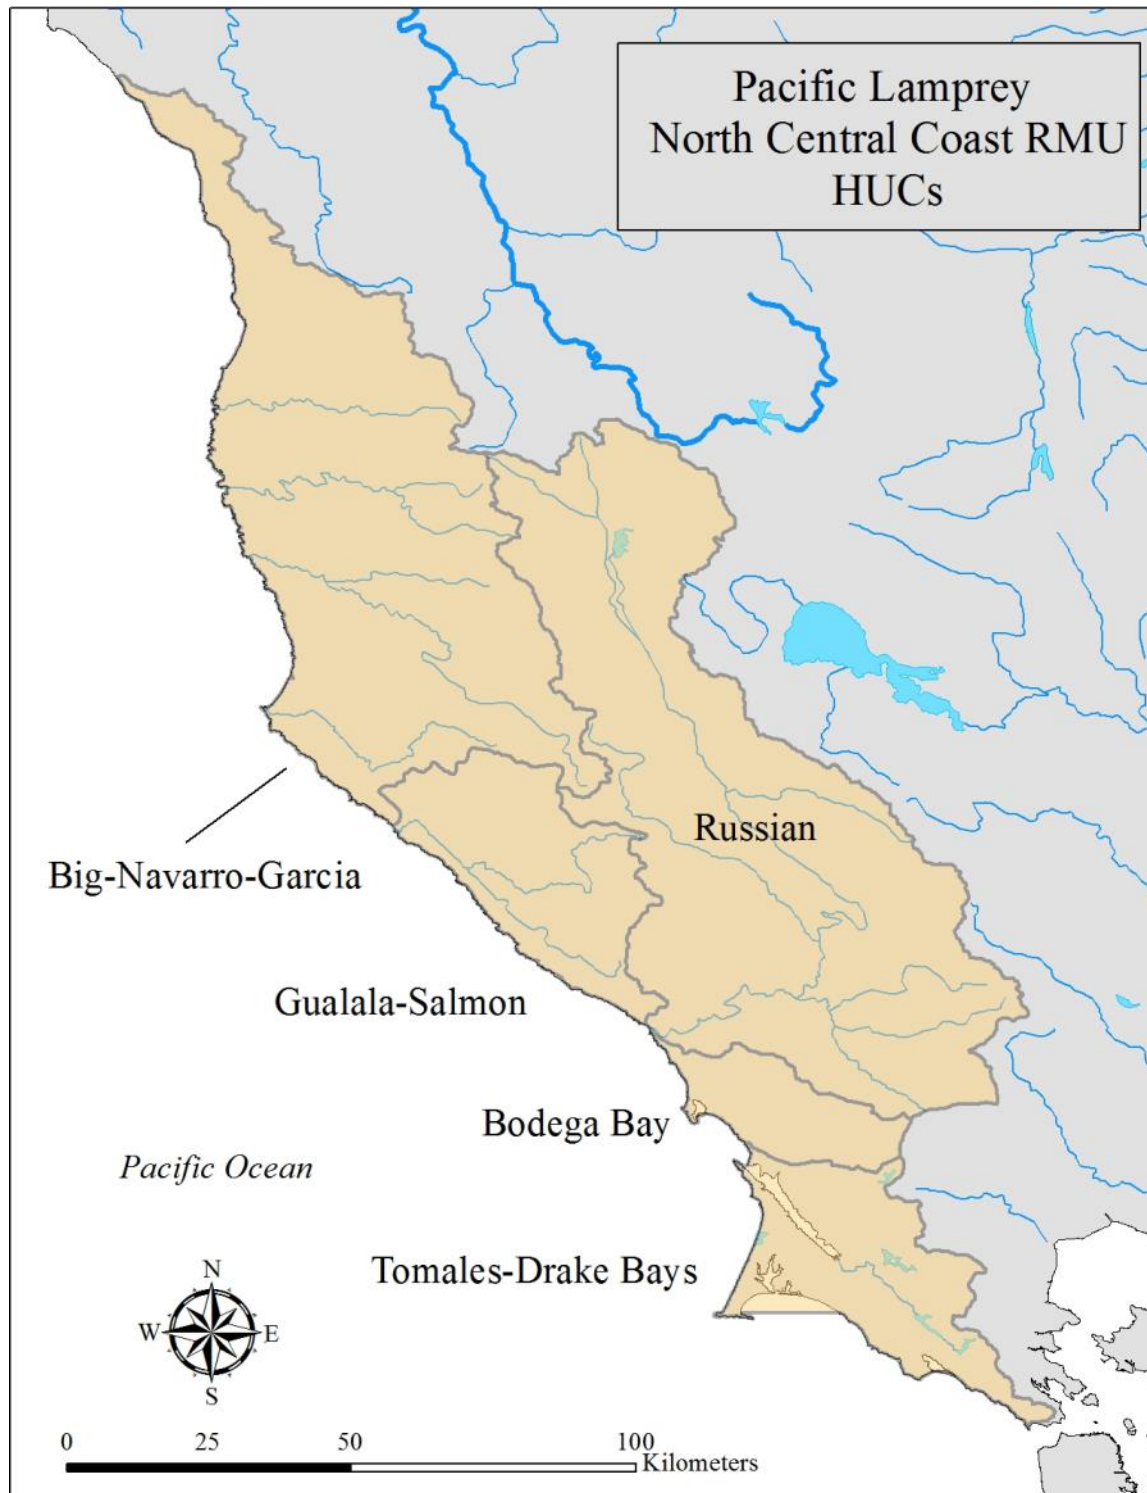 Pacific Lamprey
North Central Coast RMU
HUCs
Russian
Big-Navarro-Garcia
Gualala-Salmon
Bodega Bay
Pacific Ocean
Tomales-Drake Bays
N
W E
S
0 25 50 100
Kilometers